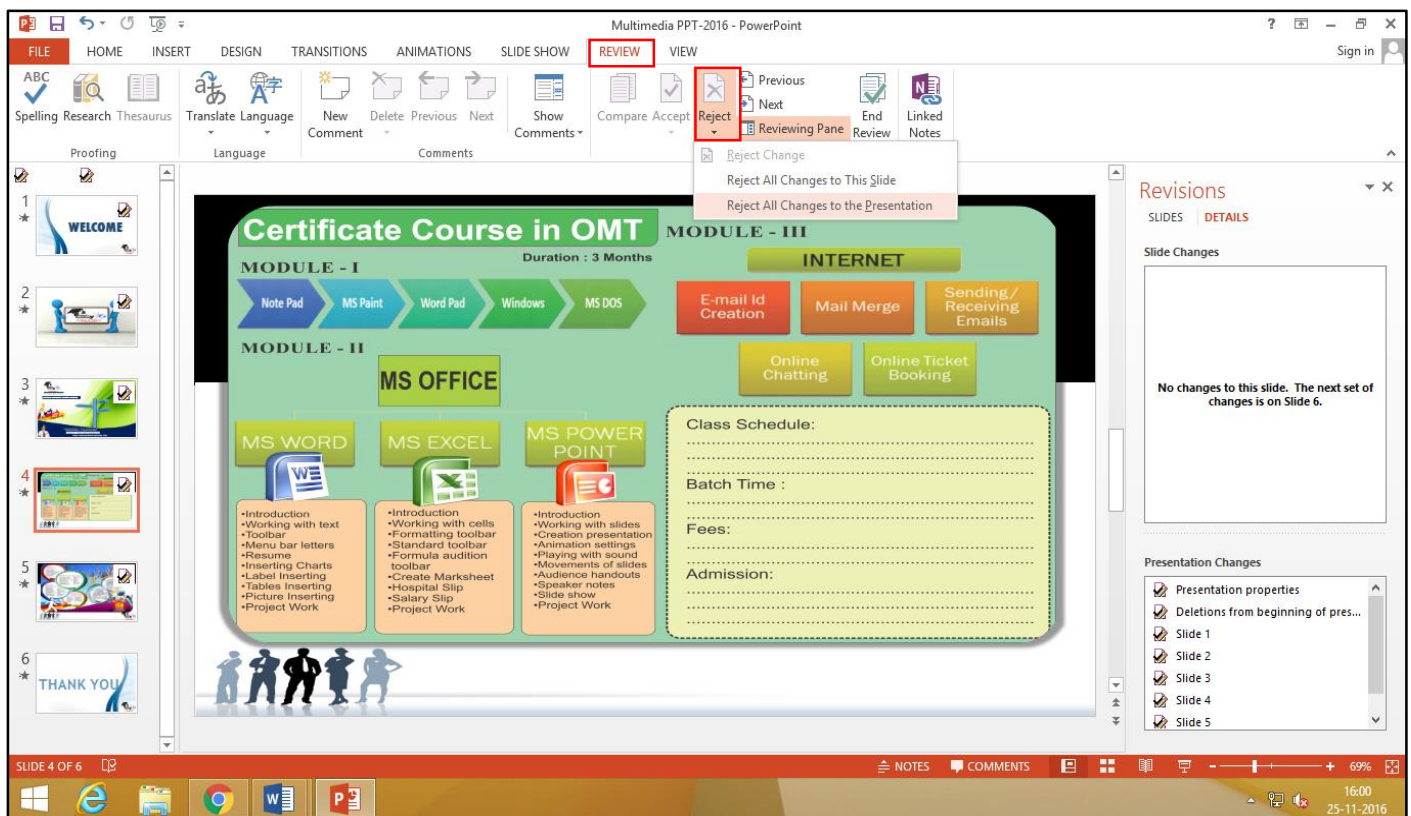 Multimedia PPT-2016 - PowerPoint
?
FILE HOME INSERT DESIGN TRANSITIONS ANIMATIONS SLIDE SHOW REVIEW VIEW Sign in
ABC
Spelling Research Thesaurus
Proofing
Translate Language
Language
New Comment
Delete Previous Next
Show Comments
Comments
Compare Accept Reject
Previous
Next
Reviewing Pane
End Review
Linked Notes
Reject Change
Reject All Changes to This Slide
Reject All Changes to the Presentation
1
WELCOME
2
3
4
5
6
THANK YOU
Certificate Course in OMT
Duration : 3 Months
MODULE - I
Note Pad MS Paint Word Pad Windows MS DOS
MODULE - II
MS OFFICE
MS WORD
•Introduction
•Working with text
•Toolbar
•Menu bar letters
•Resume
•Inserting Charts
•Label Inserting
•Tables Inserting
•Picture Inserting
•Project Work
MS EXCEL
•Introduction
•Working with cells
•Formatting toolbar
•Standard toolbar
•Formula audition
toolbar
•Create Marksheet
•Hospital Slip
•Salary Slip
•Project Work
MS POWER
POINT
•Introduction
•Working with slides
•Creation presentation
•Animation settings
•Playing with sound
•Movements of slides
•Audience handouts
•Speaker notes
•Slide show
•Project Work
MODULE - III
INTERNET
E-mail Id
Creation
Mail Merge
Sending/
Receiving
Emails
Online
Chatting
Online Ticket
Booking
Class Schedule:
Batch Time :
Fees:
Admission:
Revisions
SLIDES DETAILS
Slide Changes
No changes to this slide. The next set of
changes is on Slide 6.
Presentation Changes
Presentation properties
Deletions from beginning of pres...
Slide 1
Slide 2
Slide 3
Slide 4
Slide 5
SLIDE 4 OF 6 NOTES COMMENTS 69%
16:00
25-11-2016